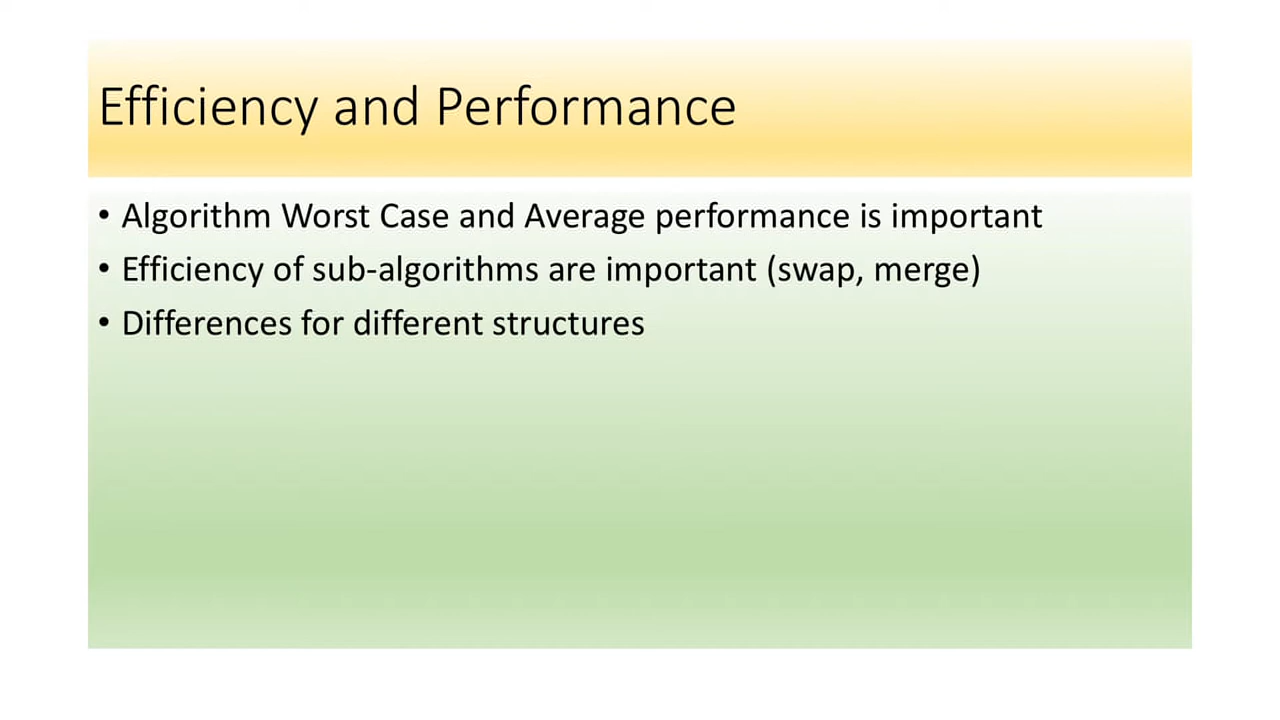 Efficiency and Performance
• Algorithm Worst Case and Average performance is important
• Efficiency of sub-algorithms are important (swap, merge)
• Differences for different structures